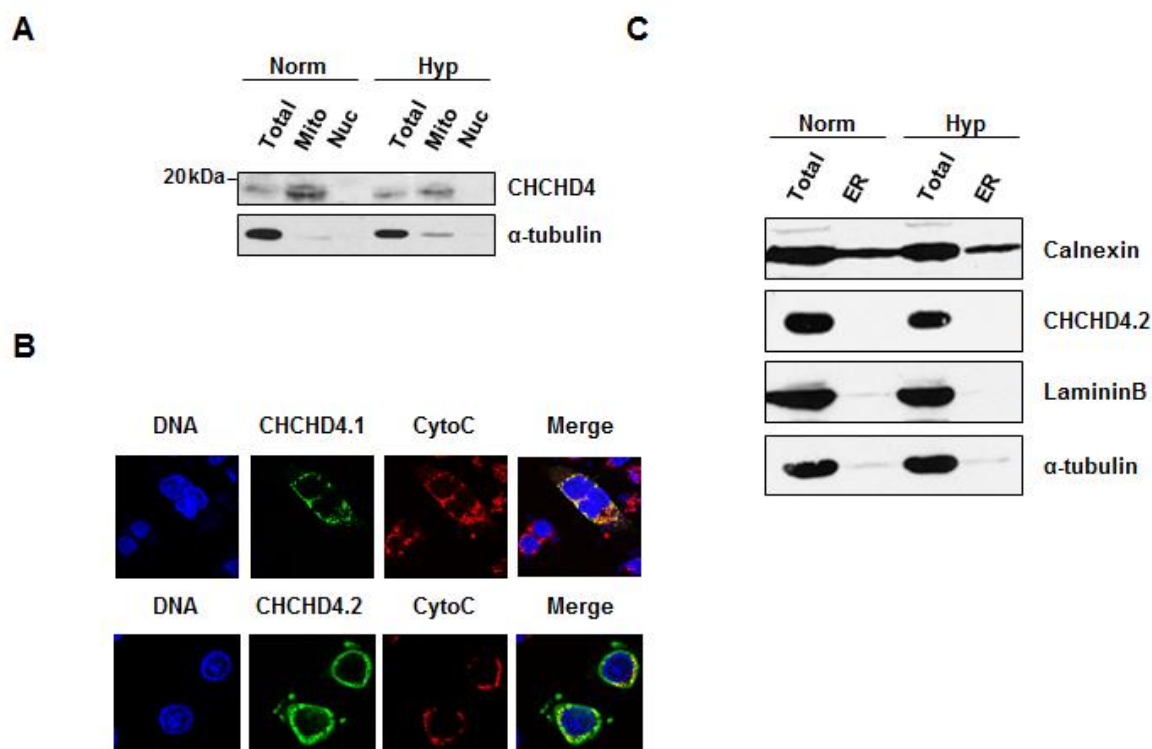 A
Norm Hyp
Total Mito Nuc Total Mito Nuc
20kDa
CHCHD4
α-tubulin
B
DNA CHCHD4.1 CytoC Merge
DNA CHCHD4.2 CytoC Merge
C
Norm Hyp
Total ER Total ER
Calnexin
CHCHD4.2
LamininB
α-tubulin